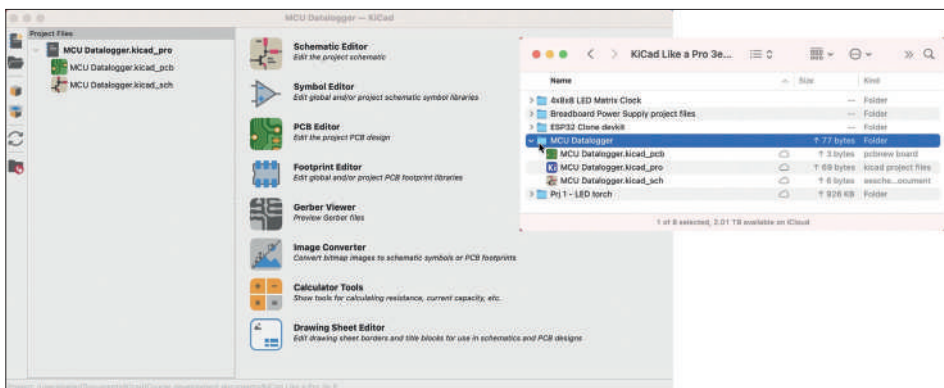 MCU Datalogger — KiCad
Project Files
MCU Datalogger.kicad_pro
MCU Datalogger.kicad_pcb
MCU Datalogger.kicad_sch
Schematic Editor
Edit the project schematic
Symbol Editor
Edit global and/or project schematic symbol libraries
PCB Editor
Edit the project PCB design
Footprint Editor
Edit global and/or project PCB footprint libraries
Gerber Viewer
Preview Gerber files
Image Converter
Convert bitmap images to schematic symbols or PCB footprints
Calculator Tools
Show tools for calculating resistance, current capacity, etc.
Drawing Sheet Editor
Edit drawing sheet borders and title blocks for use in schematics and PCB designs
KiCad Like a Pro 3e...
Name Size Kind
4x8x8 LED Matrix Clock -- Folder
Breadboard Power Supply project files -- Folder
ESP32 Clone devkit -- Folder
MCU Datalogger 77 bytes Folder
MCU Datalogger.kicad_pcb 3 bytes pcbnew board
MCU Datalogger.kicad_pro 69 bytes kicad project files
MCU Datalogger.kicad_sch 6 bytes eesche...ocument
Prj 1 - LED torch 926 KB Folder
1 of 8 selected, 2.01 TB available on iCloud